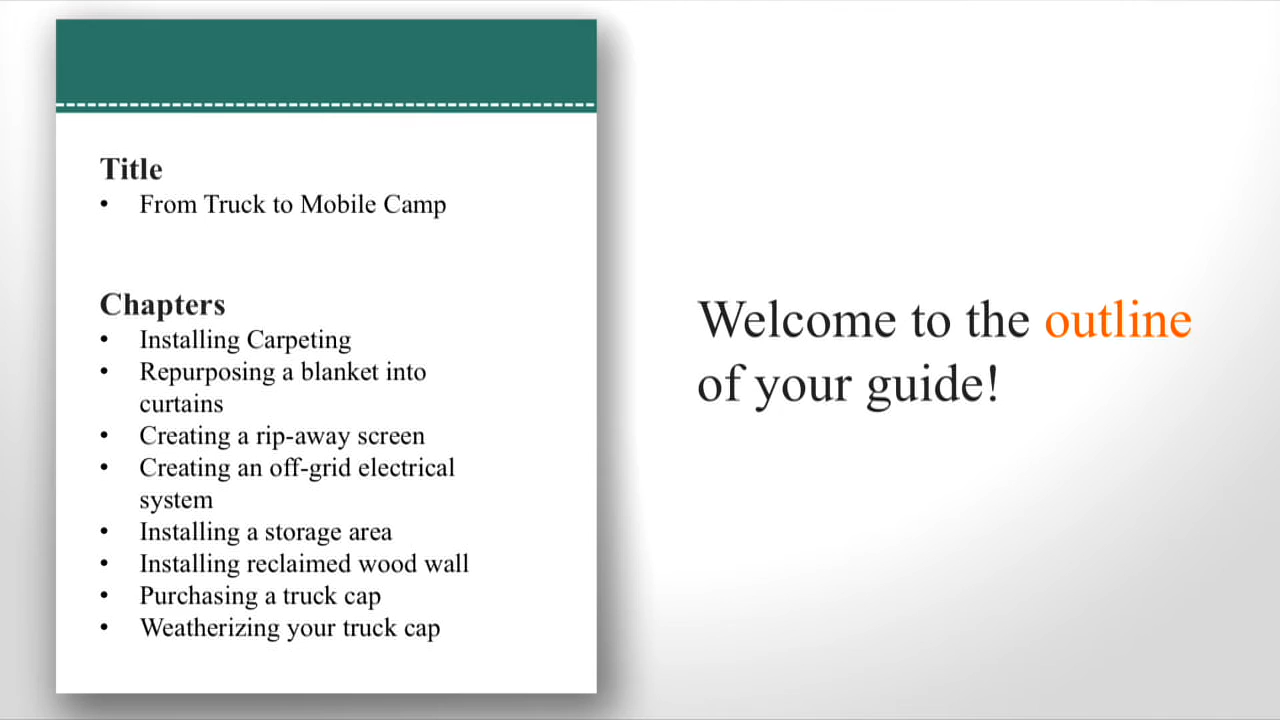 Title
• From Truck to Mobile Camp
Chapters
• Installing Carpeting
• Repurposing a blanket into
curtains
• Creating a rip-away screen
• Creating an off-grid electrical
system
• Installing a storage area
• Installing reclaimed wood wall
• Purchasing a truck cap
• Weatherizing your truck cap
Welcome to the outline
of your guide!